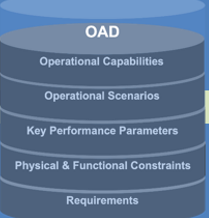 OAD
Operational Capabilities
Operational Scenarios
Key Performance Parameters
Physical & Functional Constraints
Requirements